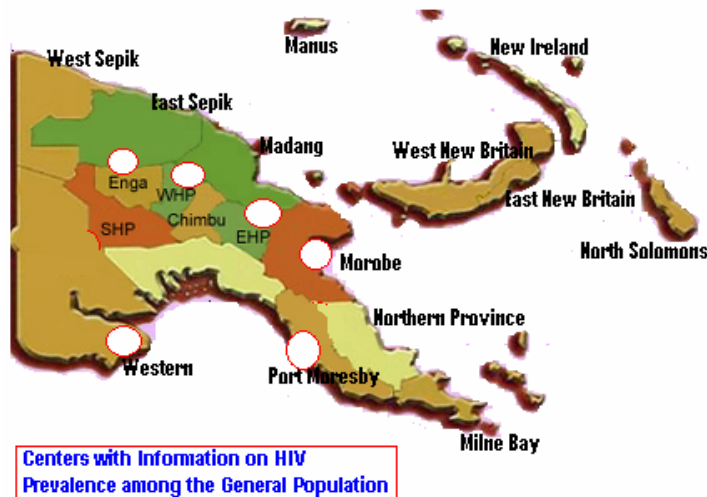 Manus
New Ireland
West Sepik
East Sepik
Madang
West New Britain
Enga
WHP
East New Britain
Chimbu
SHP
EHP
North Solomons
Morobe
Northern Province
Western
Port Moresby
Milne Bay
Centers with Information on HIV
Prevalence among the General Population